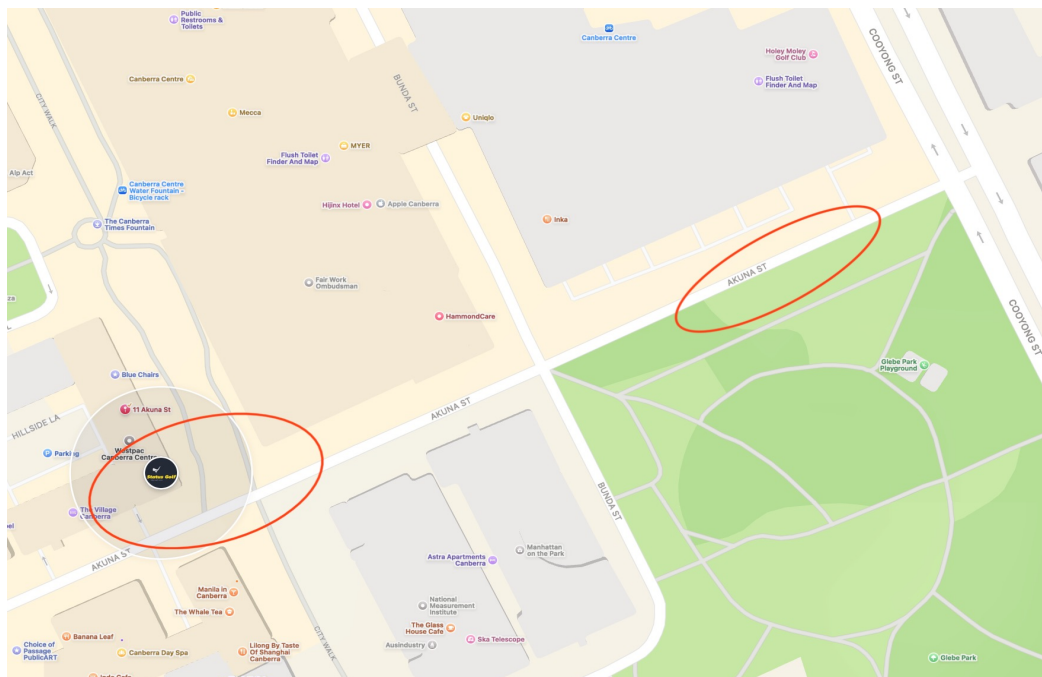 Public
Restrooms &
Toilets
Canberra Centre
Canberra Centre
COOYONG ST
Holey Moley
Golf Club
Flush Toilet
Finder And Map
BUNDA ST
CITY WALK
Mecca
Uniqlo
MYER
Flush Toilet
Finder And Map
Alp Act
Canberra Centre
Water Fountain -
Bicycle rack
Hijinx Hotel
Apple Canberra
The Canberra
Times Fountain
Inka
AKUNA ST
Fair Work
Ombudsman
HammondCare
COOYONG ST
Glebe Park
Playground
Blue Chairs
11 Akuna St
AKUNA ST
HILLSIDE LA
Westpac
Canberra Centre
Parking
Status Golf
The Village
Canberra
BUNDA ST
AKUNA ST
Astra Apartments
Canberra
Manhattan
on the Park
Manila in
Canberra
The Whale Tea
National
Measurement
Institute
The Glass
House Cafe
Ska Telescope
Ausindustry
CITY WALK
Banana Leaf
Choice of
Passage
PublicART
Canberra Day Spa
Lilong By Taste
Of Shanghai
Canberra
Glebe Park